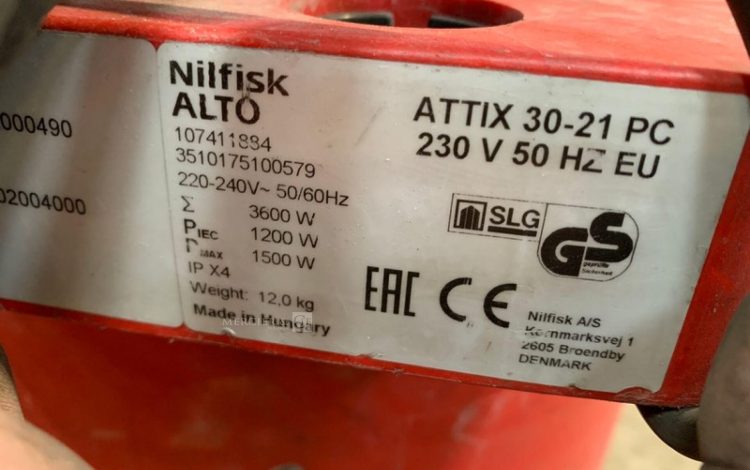 000490
02004000
Nilfisk
ALTO
107411884
3510175100579
220-240V~ 50/60Hz
Σ 3600 W
PIEC 1200 W
PMAX 1500 W
IP X4
Weight: 12,0 kg
Made in Hungary
ATTIX 30-21 PC
230 V 50 HZ EU
SLG
GS
geprüfte
Sicherheit
EAC CE
Nilfisk A/S
Kornmarksvej 1
2605 Broendby
DENMARK